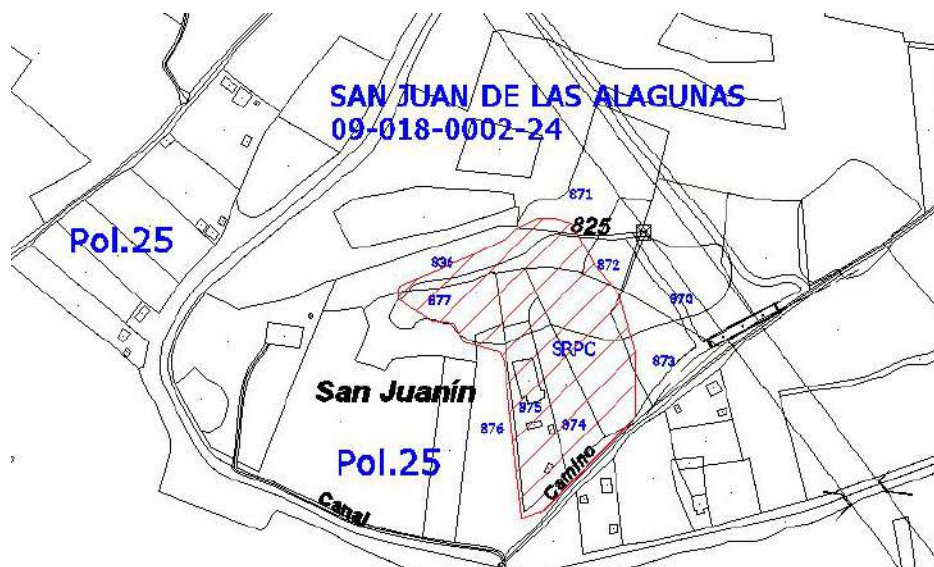 SAN JUAN DE LAS ALAGUNAS
09-018-0002-24
871
825
Pol.25
836
872
877
870
SRPC
873
San Juanín
875
876
874
Pol.25
Camino
Canal